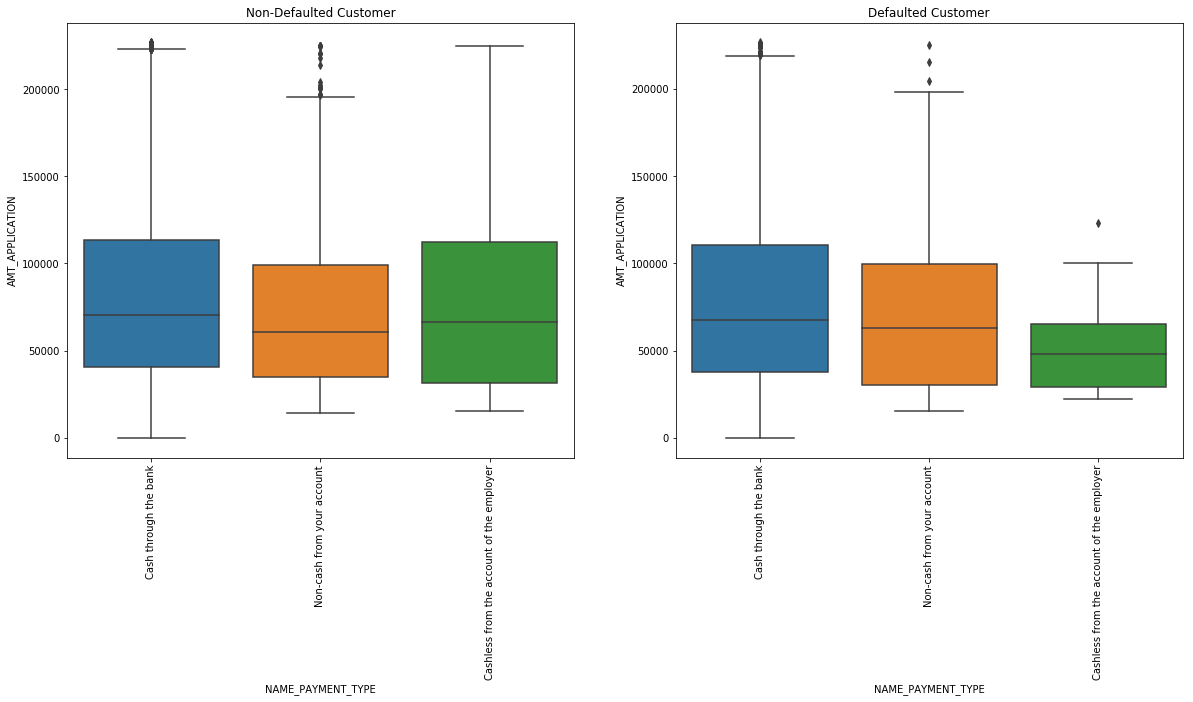 Non-Defaulted Customer
200000
150000
100000
50000
0
AMT_APPLICATION
Cash through the bank
Non-cash from your account
Cashless from the account of the employer
NAME_PAYMENT_TYPE
Defaulted Customer
200000
150000
100000
50000
0
AMT_APPLICATION
Cash through the bank
Non-cash from your account
Cashless from the account of the employer
NAME_PAYMENT_TYPE